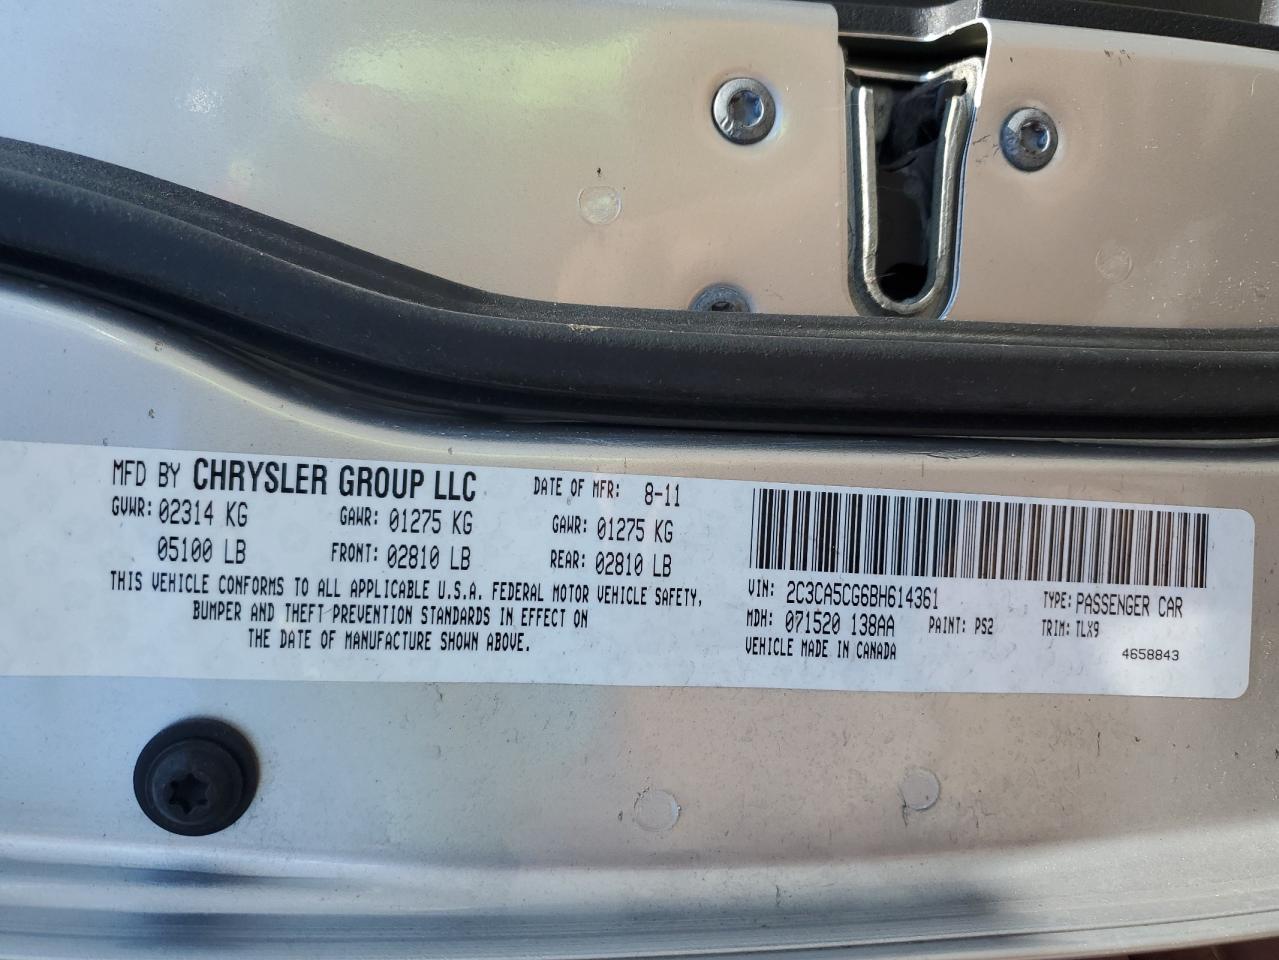 MFD BY CHRYSLER GROUP LLC DATE OF MFR: 8-11
GVWR: 02314 KG GAWR: 01275 KG GAWR: 01275 KG
05100 LB FRONT: 02810 LB REAR: 02810 LB
THIS VEHICLE CONFORMS TO ALL APPLICABLE U.S.A. FEDERAL MOTOR VEHICLE SAFETY,
BUMPER AND THEFT PREVENTION STANDARDS IN EFFECT ON
THE DATE OF MANUFACTURE SHOWN ABOVE.
VIN: 2C3CA5CG6BH614361 TYPE: PASSENGER CAR
MDH: 071520 138AA PAINT: PS2 TRIM: TLX9
VEHICLE MADE IN CANADA 4658843